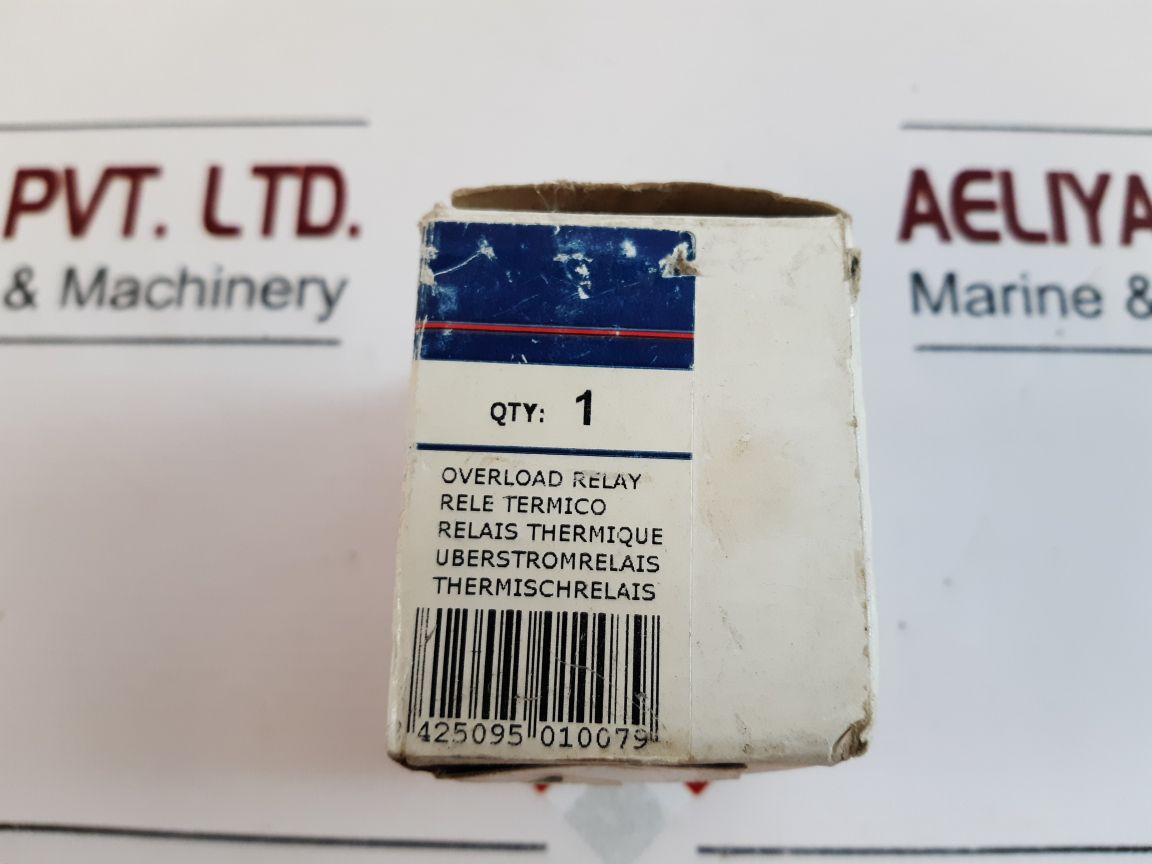 PVT. LTD.
& Machinery
AELIYA
Marine &
QTY: 1
OVERLOAD RELAY
RELE TERMICO
RELAIS THERMIQUE
UBERSTROMRELAIS
THERMISCHRELAIS
425095 010079